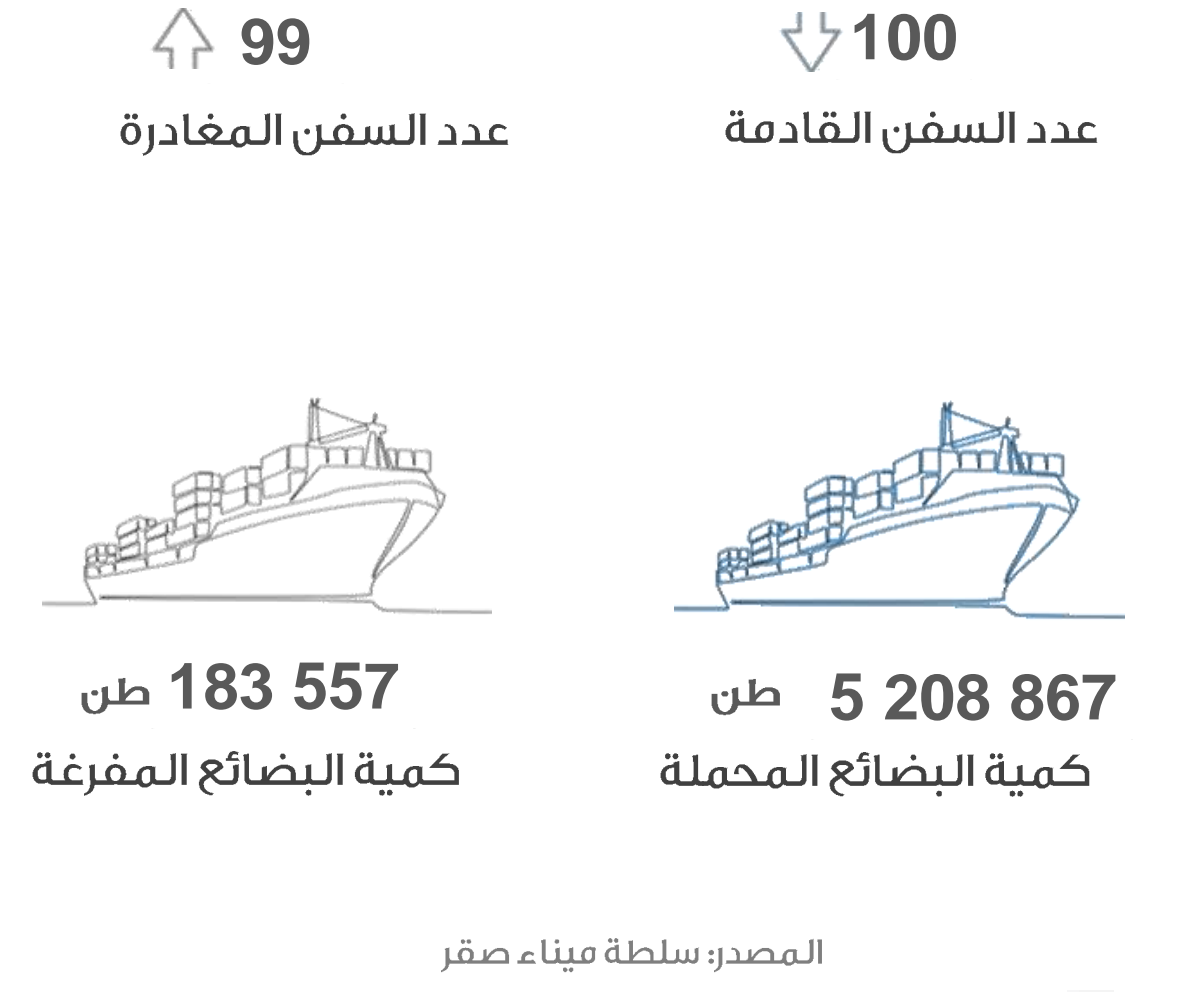 100
99
عدد السفن القادمة
عدد السفن المغادرة
5 208 867 طن
183 557 طن
كمية البضائع المحملة
كمية البضائع المفرغة
المصدر: سلطة ميناء صقر